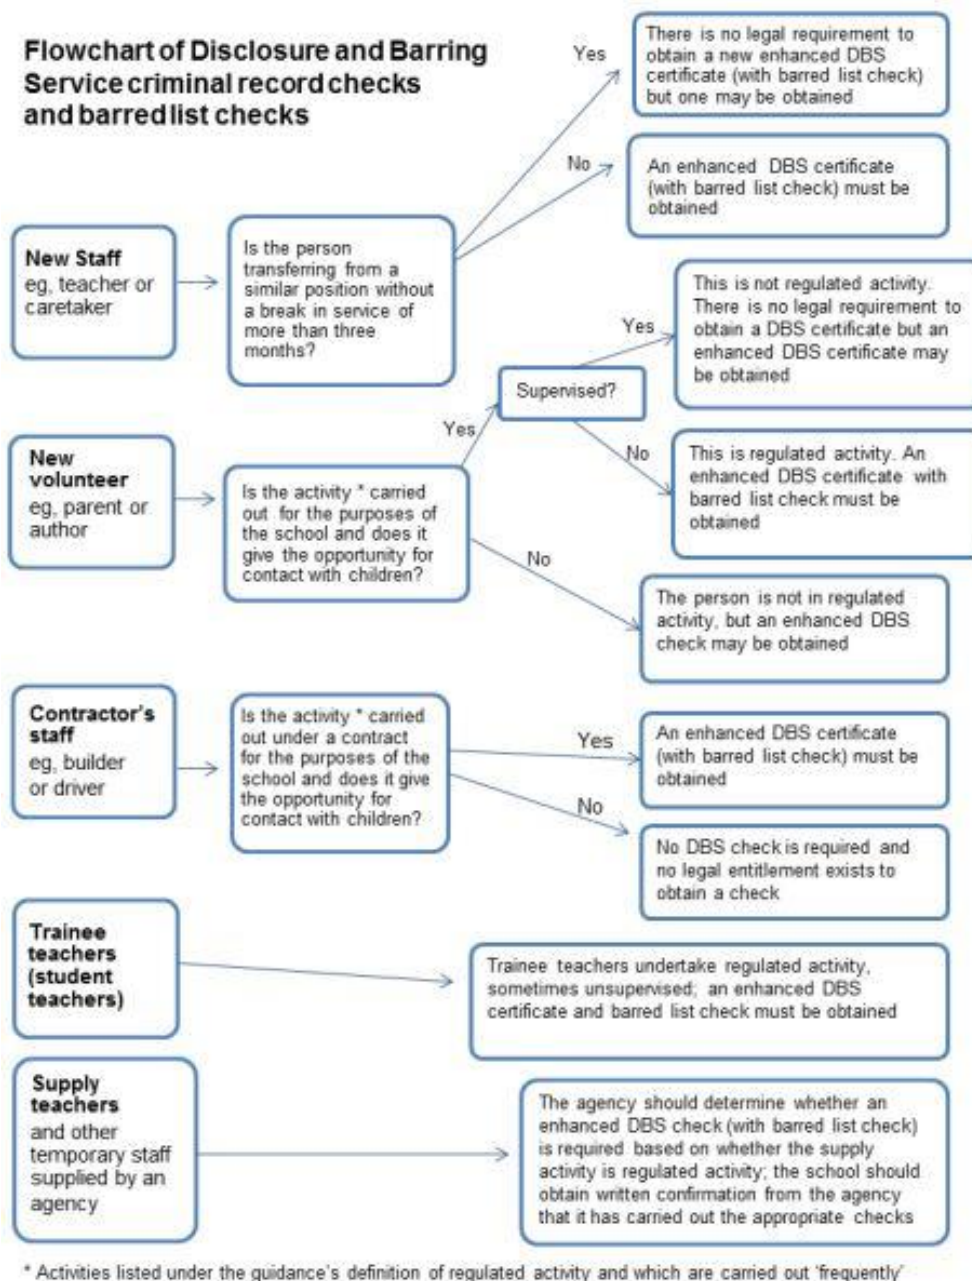 Flowchart of Disclosure and Barring
Service criminal record checks
and barred list checks
Yes
There is no legal requirement to
obtain a new enhanced DBS
certificate (with barred list check)
but one may be obtained
No
An enhanced DBS certificate
(with barred list check) must be
obtained
New Staff
eg, teacher or
caretaker
Is the person
transferring from a
similar position without
a break in service of
more than three
months?
This is not regulated activity.
There is no legal requirement to
obtain a DBS certificate but an
enhanced DBS certificate may
be obtained
Yes
Supervised?
Yes
No
This is regulated activity. An
enhanced DBS certificate with
barred list check must be
obtained
New
volunteer
eg, parent or
author
Is the activity * carried
out for the purposes of
the school and does it
give the opportunity for
contact with children?
No
The person is not in regulated
activity, but an enhanced DBS
check may be obtained
Contractor's
staff
eg, builder
or driver
Is the activity * carried
out under a contract
for the purposes of the
school and does it give
the opportunity for
contact with children?
Yes
An enhanced DBS certificate
(with barred list check) must be
obtained
No
No DBS check is required and
no legal entitlement exists to
obtain a check
Trainee
teachers
(student
teachers)
Trainee teachers undertake regulated activity,
sometimes unsupervised; an enhanced DBS
certificate and barred list check must be obtained
Supply
teachers
and other
temporary staff
supplied by an
agency
The agency should determine whether an
enhanced DBS check (with barred list check)
is required based on whether the supply
activity is regulated activity; the school should
obtain written confirmation from the agency
that it has carried out the appropriate checks
* Activities listed under the guidance's definition of regulated activity and which are carried out 'frequently'